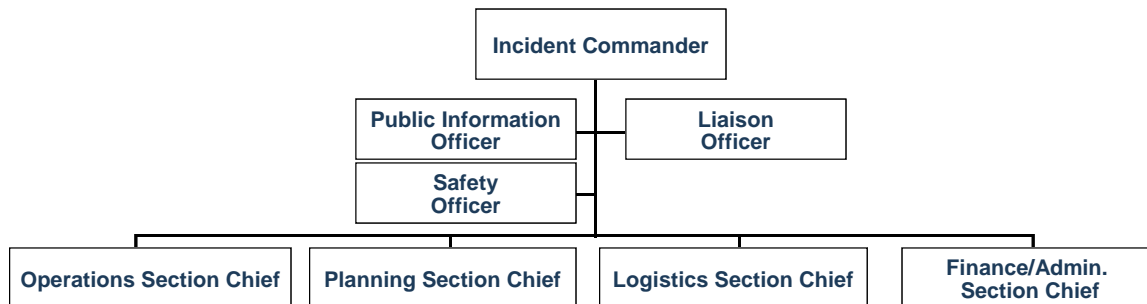 Incident Commander
Public Information
Officer
Liaison
Officer
Safety
Officer
Operations Section Chief
Planning Section Chief
Logistics Section Chief
Finance/Admin.
Section Chief